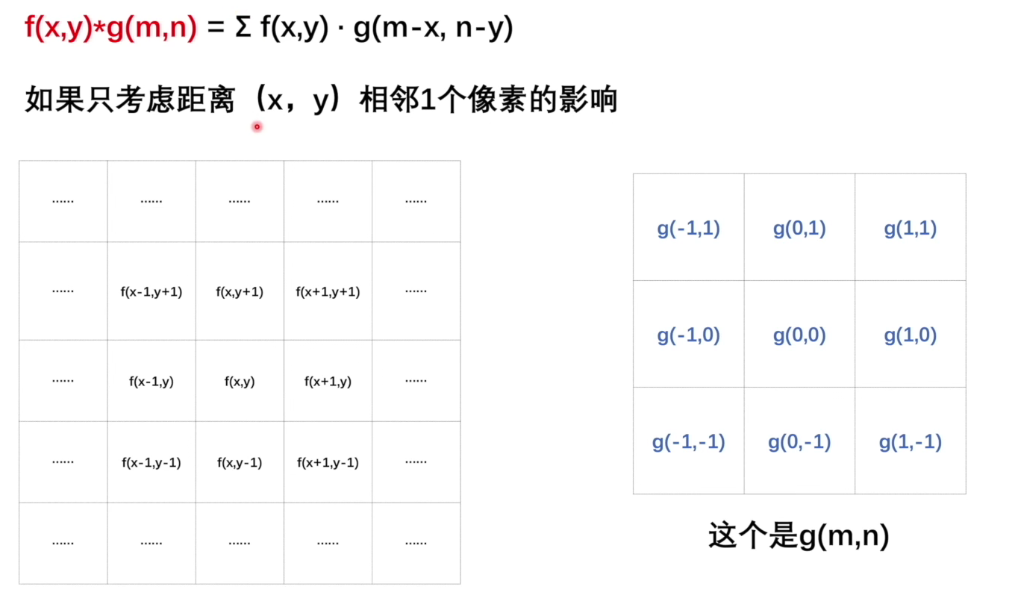 f(x,y)*g(m,n) = Σ f(x,y) · g(m-x, n-y)
如果只考虑距离（x，y）相邻1个像素的影响
...... ...... ...... ...... ......
...... f(x-1,y+1) f(x,y+1) f(x+1,y+1) ......
...... f(x-1,y) f(x,y) f(x+1,y) ......
...... f(x-1,y-1) f(x,y-1) f(x+1,y-1) ......
...... ...... ...... ...... ......
g(-1,1) g(0,1) g(1,1)
g(-1,0) g(0,0) g(1,0)
g(-1,-1) g(0,-1) g(1,-1)
这个是g(m,n)